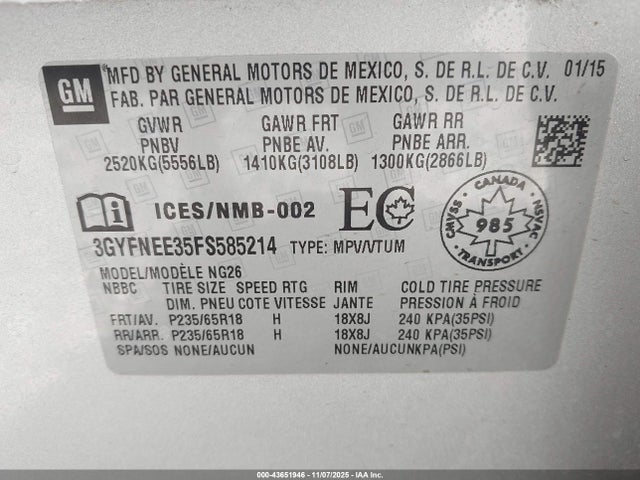 GM
MFD BY GENERAL MOTORS DE MEXICO, S. DE R.L. DE C.V. 01/15
FAB. PAR GENERAL MOTORS DE MEXICO, S. DE R.L. DE C.V.
GVWR GAWR FRT GAWR RR
PNBV PNBE AV. PNBE ARR.
2520KG(5556LB) 1410KG(3108LB) 1300KG(2866LB)
ICES/NMB-002 EC
CANADA
CMVSS 985 NSVAC
TRANSPORT
3GYFNEE35FS585214 TYPE: MPV/VTUM
MODEL/MODÈLE NG26
NBBC TIRE SIZE SPEED RTG RIM COLD TIRE PRESSURE
DIM. PNEU COTE VITESSE JANTE PRESSION À FROID
FRT/AV. P235/65R18 H 18X8J 240 KPA(35PSI)
RR/ARR. P235/65R18 H 18X8J 240 KPA(35PSI)
SPA/SOS NONE/AUCUN NONE/AUCUNKPA(PSI)
000-43651946 - 11/07/2025 - IAA Inc.